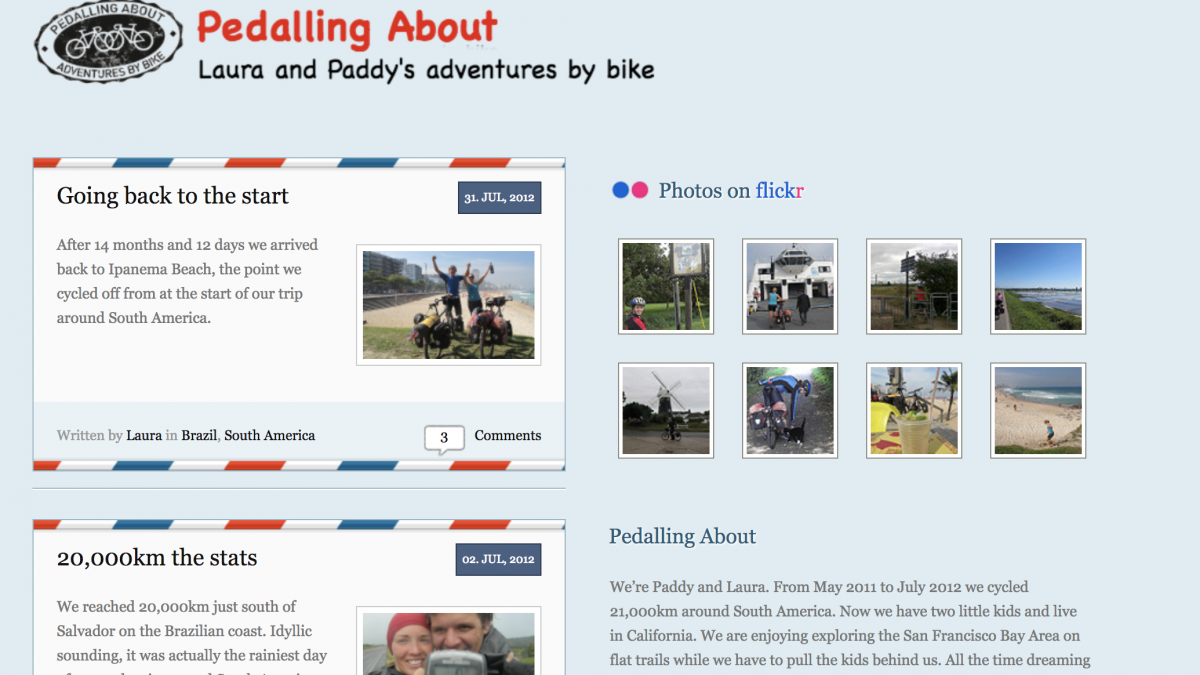 PEDALLING ABOUT
ADVENTURES BY BIKE
Pedalling About
Laura and Paddy's adventures by bike
Going back to the start
31. JUL, 2012
After 14 months and 12 days we arrived
back to Ipanema Beach, the point we
cycled off from at the start of our trip
around South America.
Written by Laura in Brazil, South America
3 Comments
20,000km the stats
02. JUL, 2012
We reached 20,000km just south of
Salvador on the Brazilian coast. Idyllic
sounding, it was actually the rainiest day
Photos on flickr
Pedalling About
We're Paddy and Laura. From May 2011 to July 2012 we cycled
21,000km around South America. Now we have two little kids and live
in California. We are enjoying exploring the San Francisco Bay Area on
flat trails while we have to pull the kids behind us. All the time dreaming